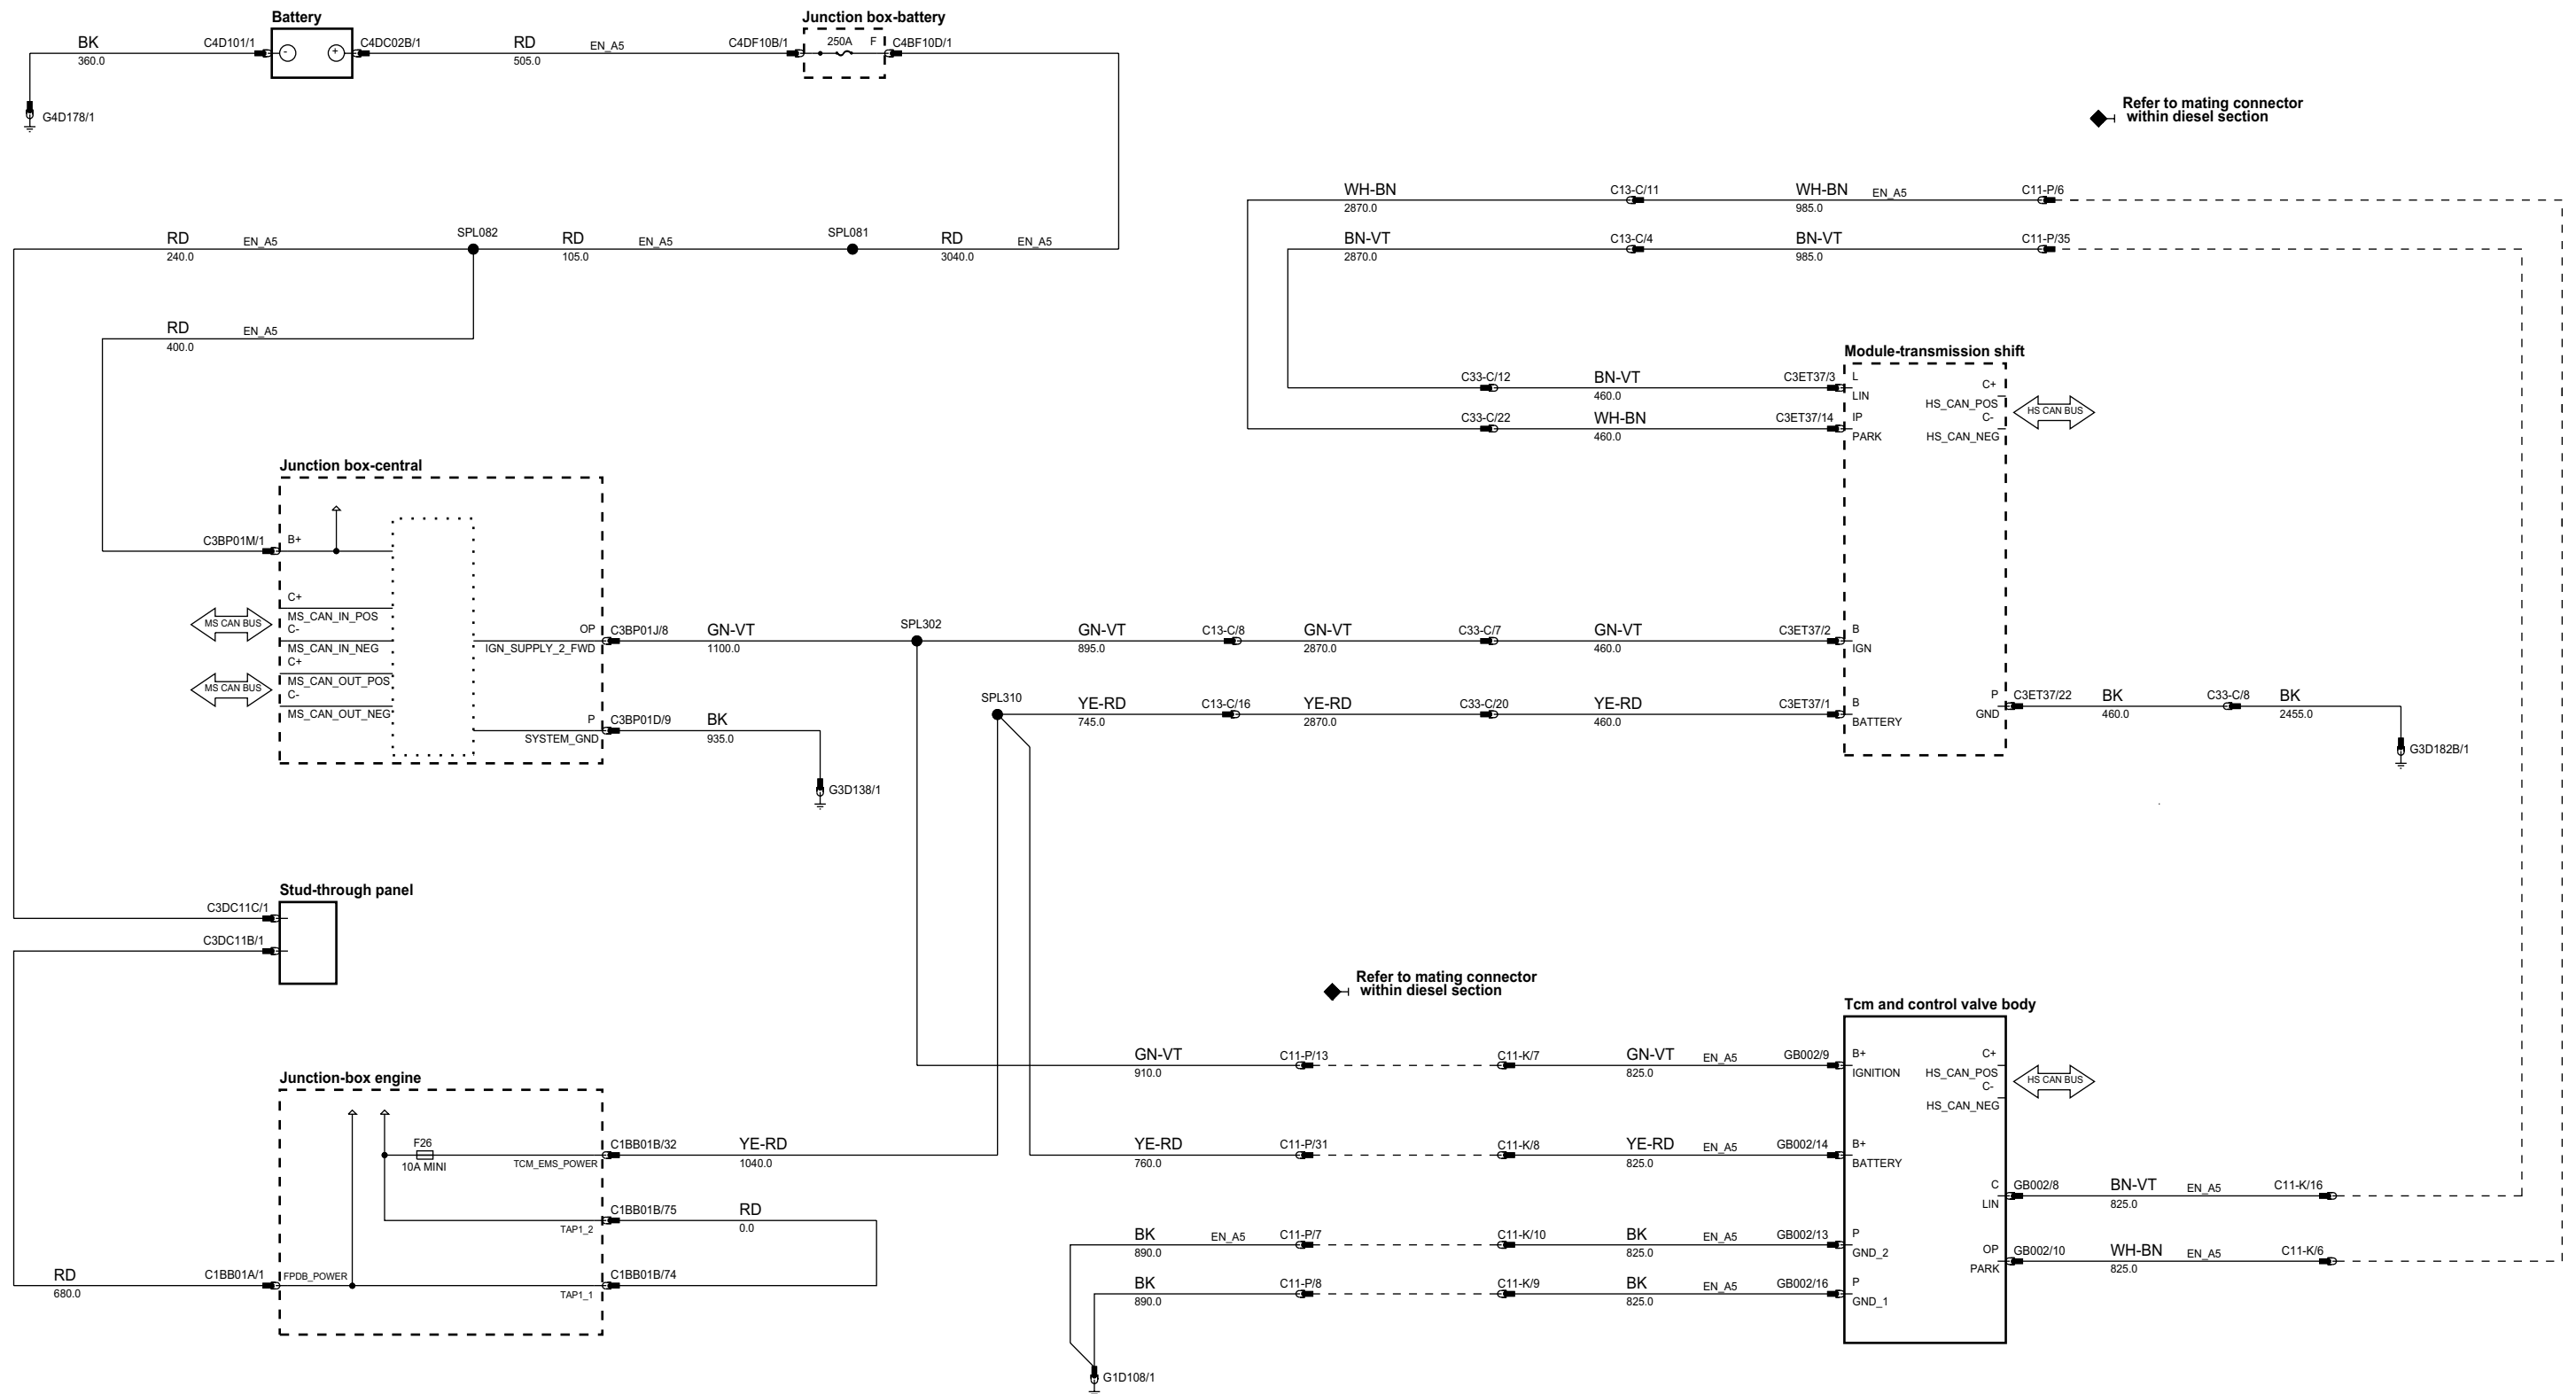 Battery
Junction box-battery
BK
360.0
C4D101/1
-
+
C4DC02B/1
RD
505.0
EN_A5
C4DF10B/1
250A
F
C4BF10D/1
G4D178/1
Refer to mating connector
within diesel section
WH-BN
2870.0
C13-C/11
WH-BN
985.0
EN_A5
C11-P/6
RD
240.0
EN_A5
SPL082
RD
105.0
EN_A5
SPL081
RD
3040.0
EN_A5
BN-VT
2870.0
C13-C/4
BN-VT
985.0
C11-P/35
RD
400.0
EN_A5
Module-transmission shift
C33-C/12
BN-VT
460.0
C3ET37/3
L
LIN
C33-C/22
WH-BN
460.0
C3ET37/14
IP
PARK
C+
HS_CAN_POS
C-
HS_CAN_NEG
HS CAN BUS
Junction box-central
C3BP01M/1
B+
MS CAN BUS
C+
MS_CAN_IN_POS
C-
MS_CAN_IN_NEG
MS CAN BUS
C+
MS_CAN_OUT_POS
C-
MS_CAN_OUT_NEG
OP
IGN_SUPPLY_2_FWD
C3BP01J/8
GN-VT
1100.0
SPL302
GN-VT
895.0
C13-C/8
GN-VT
2870.0
C33-C/7
GN-VT
460.0
C3ET37/2
B
IGN
P
SYSTEM_GND
C3BP01D/9
BK
935.0
G3D138/1
SPL310
YE-RD
745.0
C13-C/16
YE-RD
2870.0
C33-C/20
YE-RD
460.0
C3ET37/1
B
BATTERY
P
GND
C3ET37/22
BK
460.0
C33-C/8
BK
2455.0
G3D182B/1
Stud-through panel
C3DC11C/1
C3DC11B/1
Refer to mating connector
within diesel section
Tcm and control valve body
GN-VT
910.0
C11-P/13
C11-K/7
GN-VT
825.0
EN_A5
GB002/9
B+
IGNITION
C+
HS_CAN_POS
C-
HS_CAN_NEG
HS CAN BUS
Junction-box engine
F26
10A MINI
TCM_EMS_POWER
C1BB01B/32
YE-RD
1040.0
YE-RD
760.0
C11-P/31
C11-K/8
YE-RD
825.0
EN_A5
GB002/14
B+
BATTERY
C
LIN
GB002/8
BN-VT
825.0
EN_A5
C11-K/16
TAP1_2
C1BB01B/75
RD
0.0
BK
890.0
EN_A5
C11-P/7
C11-K/10
BK
825.0
EN_A5
GB002/13
P
GND_2
OP
PARK
GB002/10
WH-BN
825.0
EN_A5
C11-K/6
RD
680.0
C1BB01A/1
FPDB_POWER
TAP1_1
C1BB01B/74
BK
890.0
C11-P/8
C11-K/9
BK
825.0
EN_A5
GB002/16
P
GND_1
G1D108/1